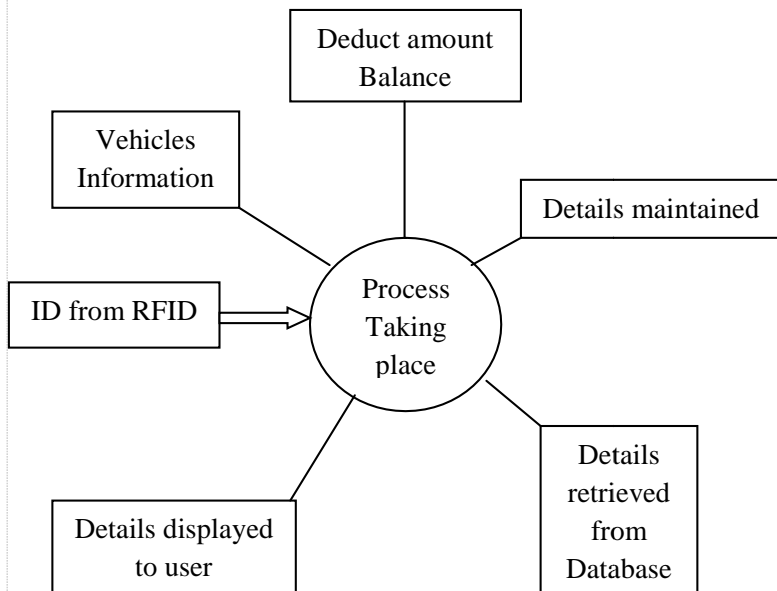 Deduct amount
Balance
Vehicles
Information
Details maintained
ID from RFID
Process
Taking
place
Details
retrieved
from
Database
Details displayed
to user